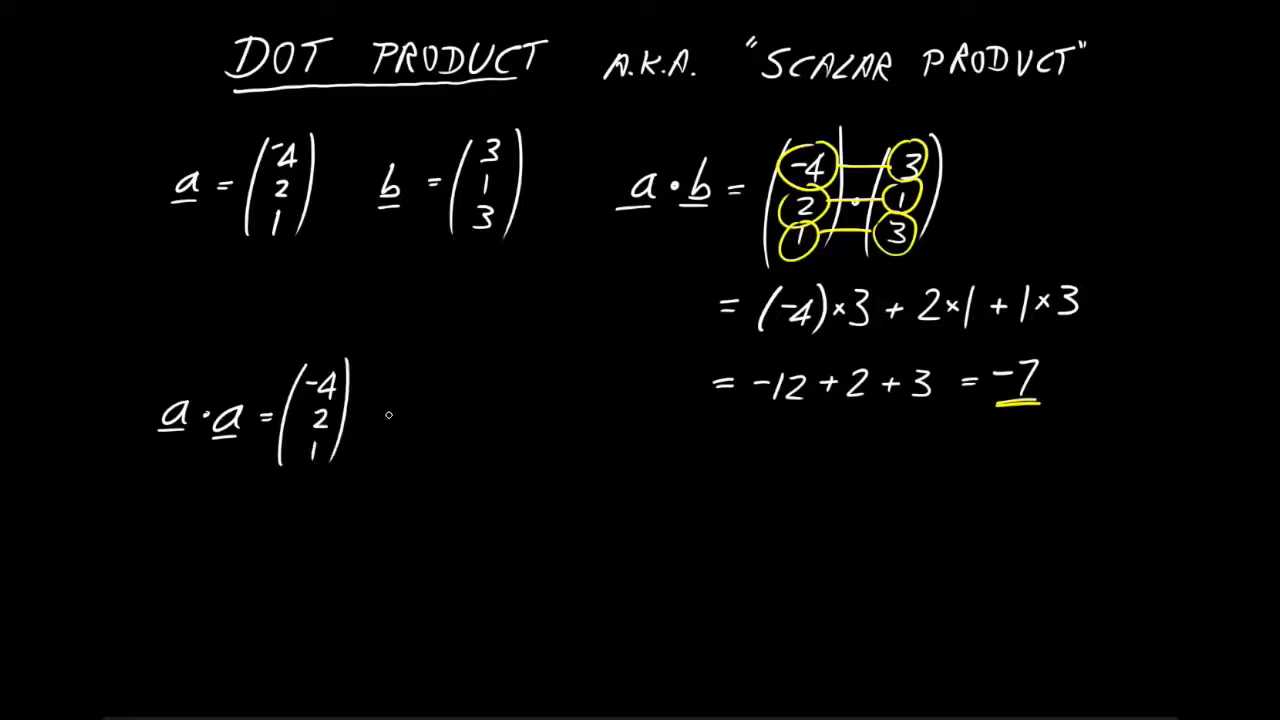 DOT PRODUCT A.K.A. "SCALAR PRODUCT"
a = (-4 2 1) b = (3 1 3) a · b = (-4 2 1) · (3 1 3)
= (-4)×3 + 2×1 + 1×3
= -12 + 2 + 3 = -7
a · a = (-4 2 1)